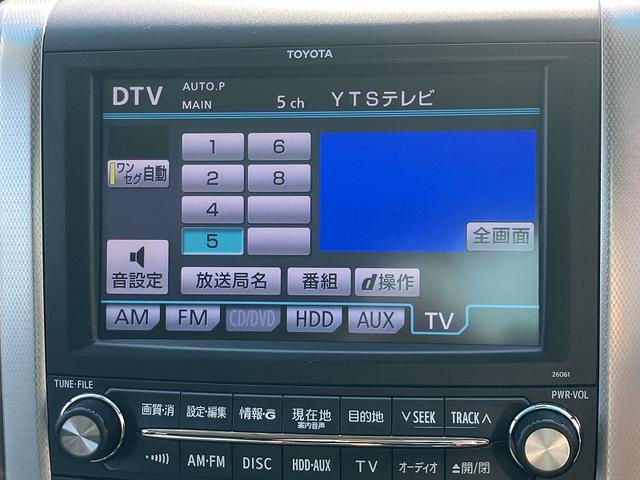 TOYOTA
DTV AUTO.P MAIN 5 ch YTSテレビ
1 6
ワンセグ自動
2 8
4
5
全画面
音設定
放送局名 番組 d操作
AM FM CD/DVD HDD AUX TV
26061
TUNE・FILE
PWR・VOL
画質・消 設定・編集 情報・G 現在地 案内音声 目的地 ∨SEEK TRACK∧
AM・FM DISC HDD・AUX TV オーディオ ▲開/閉